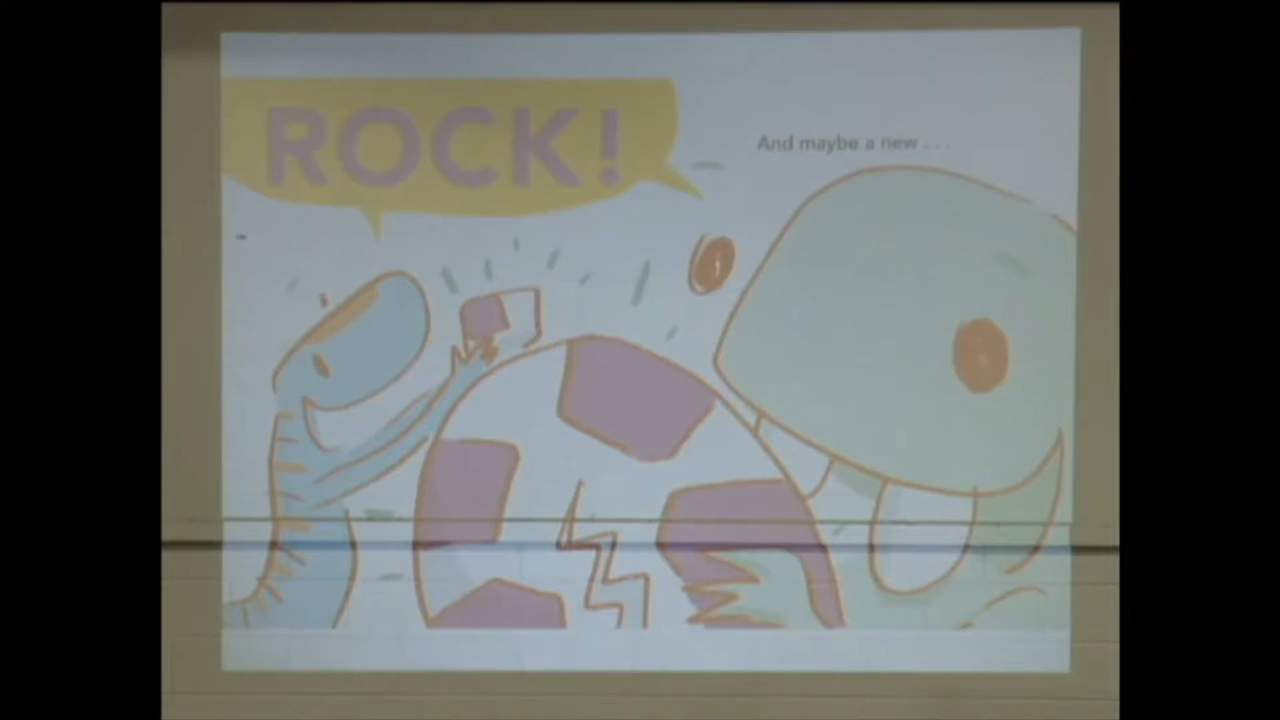 ROCK!
And maybe a new . . .